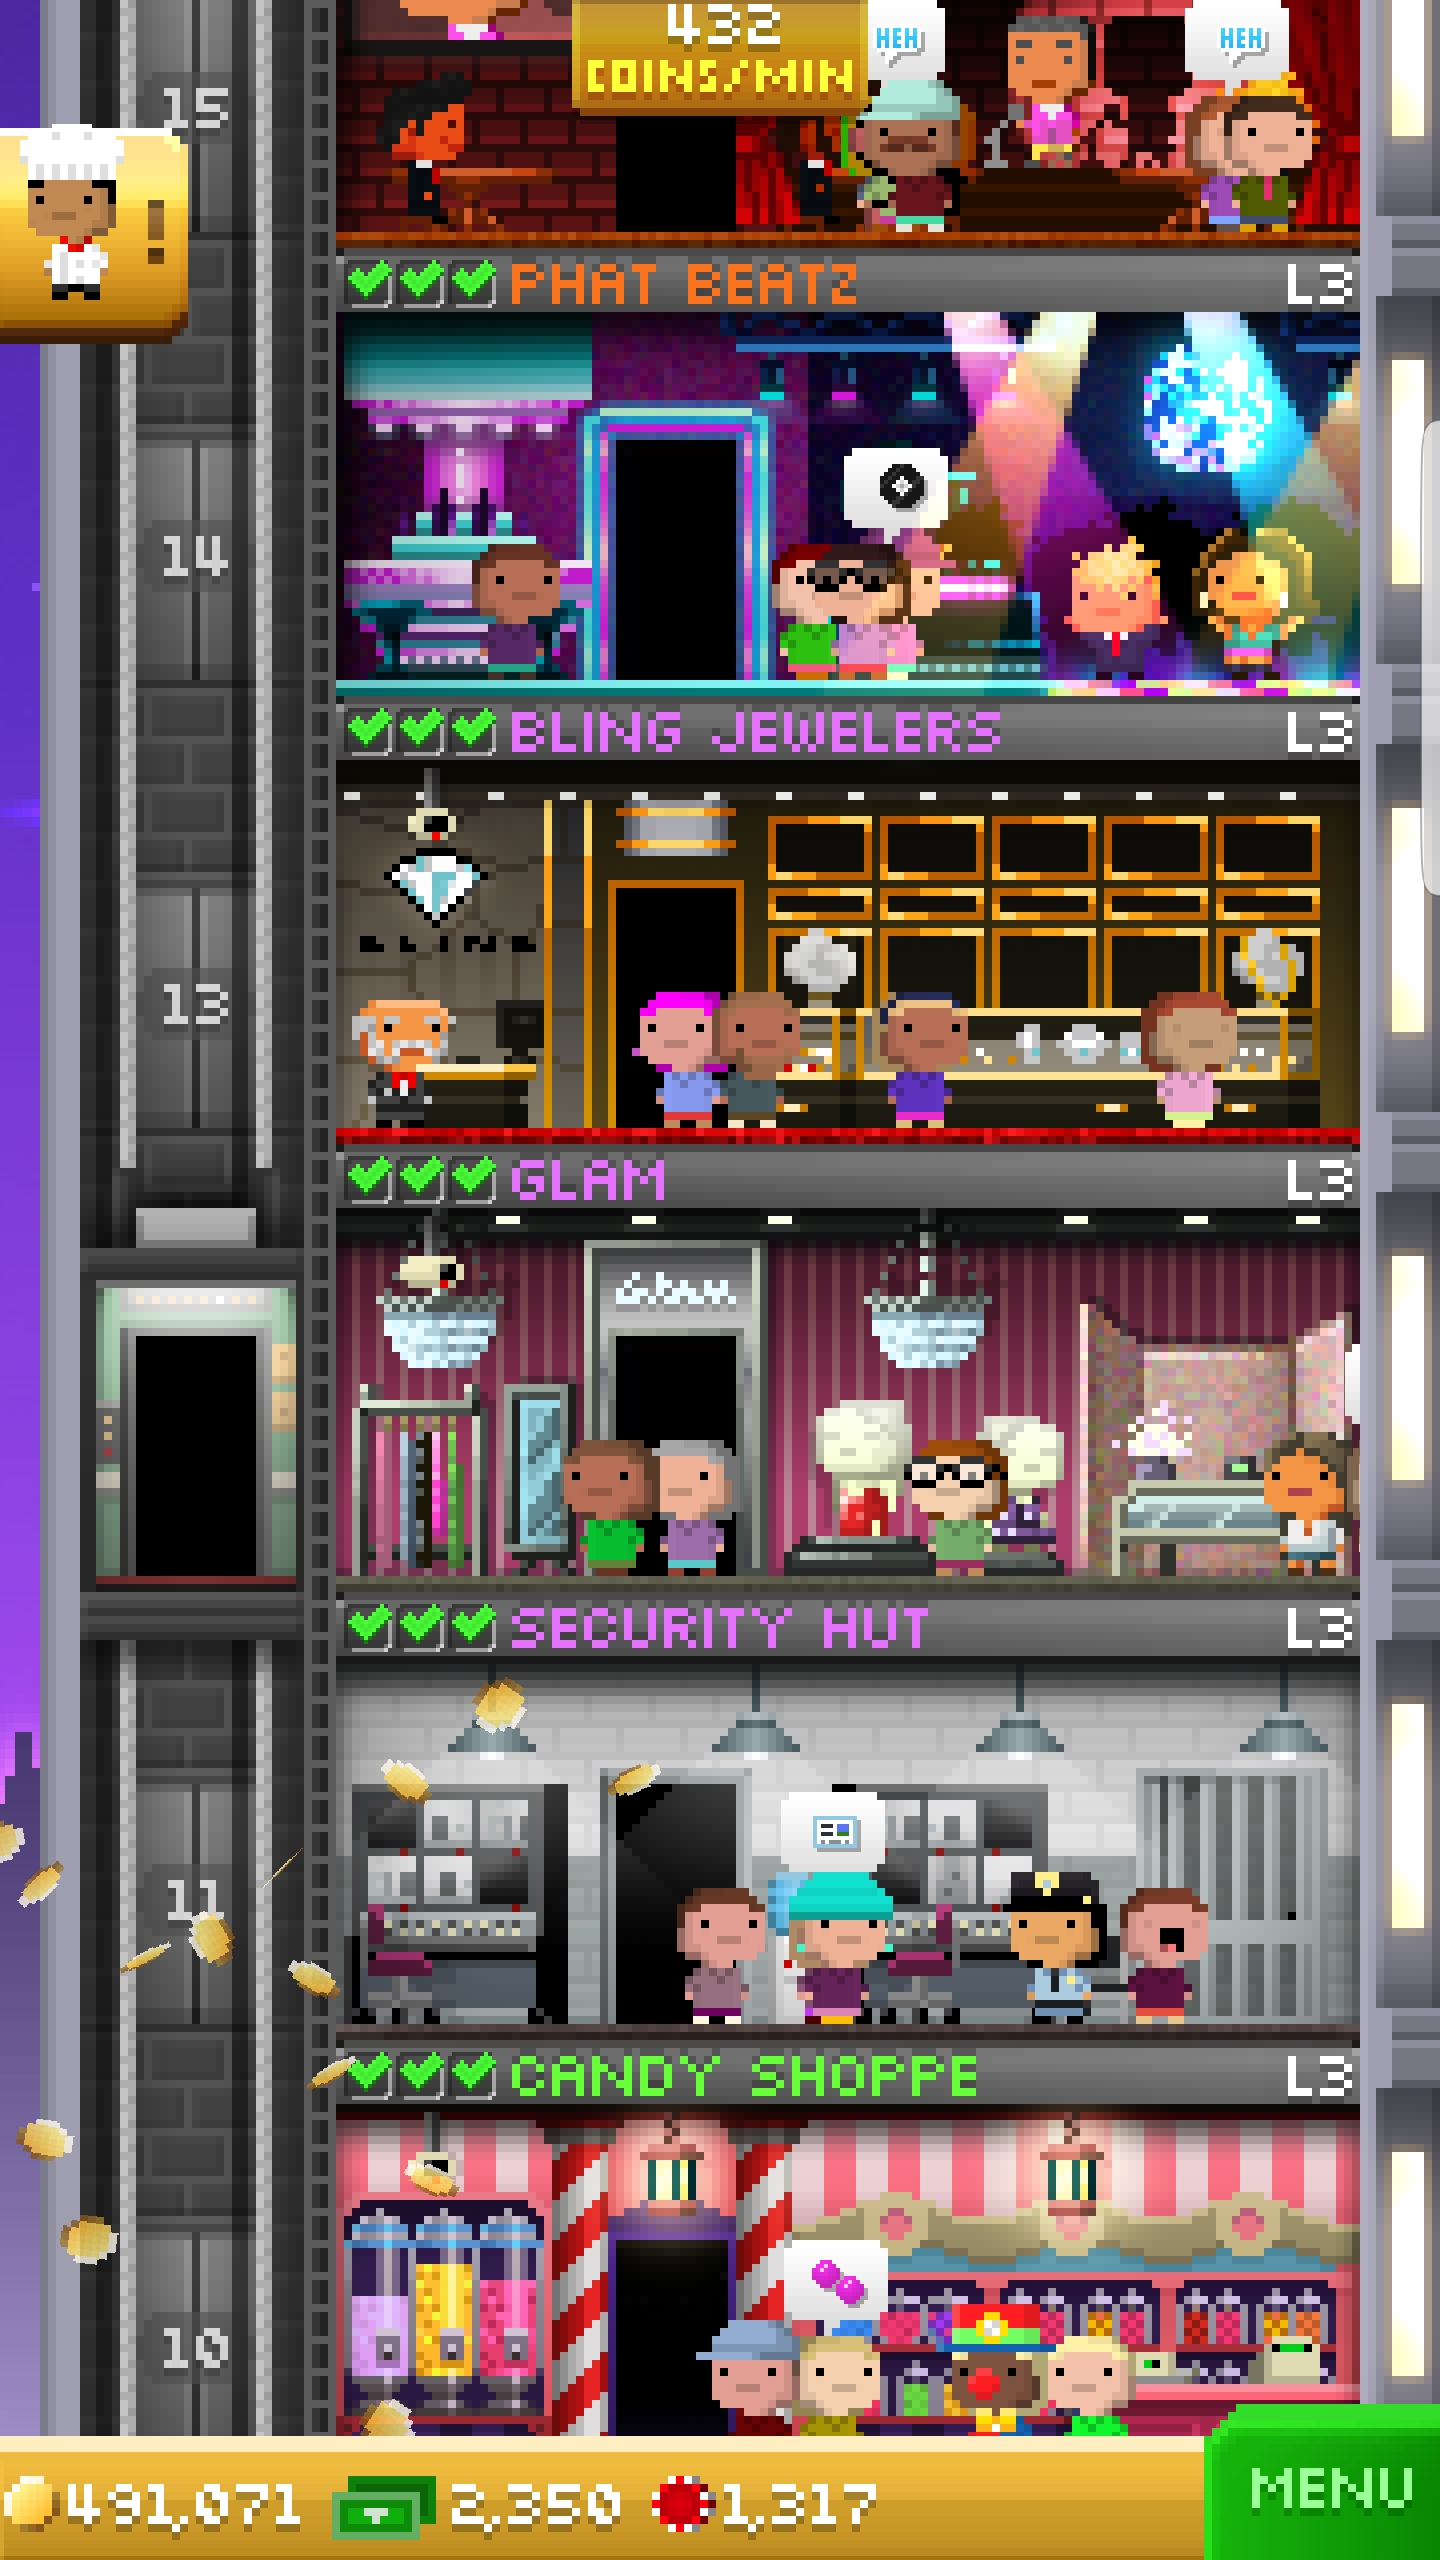 432
COINS/MIN
HEH
HEH
15
PHAT BEATZ
L3
14
BLING JEWELERS
L3
BLING
13
GLAM
L3
Glam
SECURITY HUT
L3
11
CANDY SHOPPE
L3
10
491,071
2,350
1,317
MENU